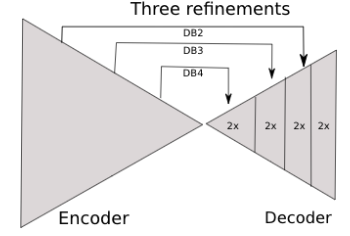 Three refinements
DB2
DB3
DB4
2x 2x 2x 2x
Encoder
Decoder